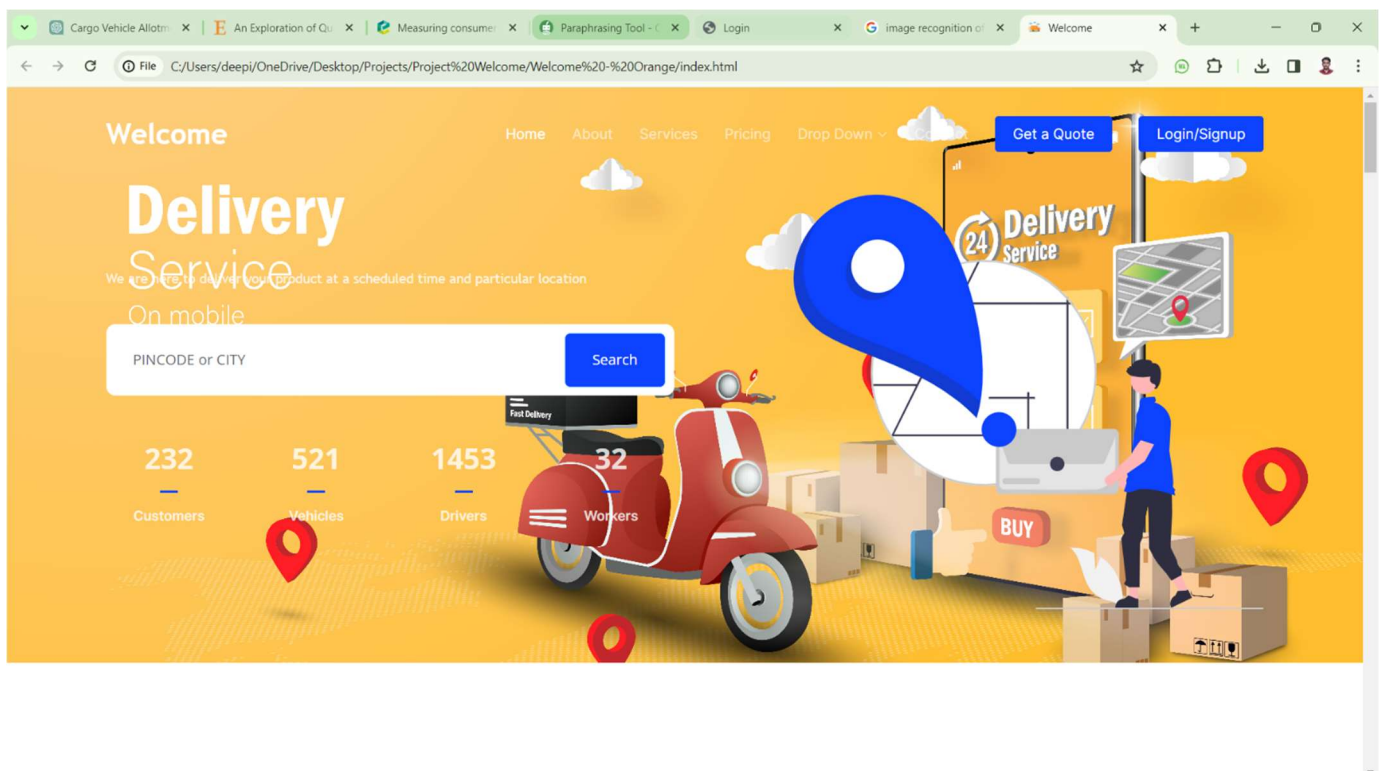 Cargo Vehicle Allotm
An Exploration of Qu
Measuring consumer
Paraphrasing Tool - 
Login
image recognition of
Welcome
File C:/Users/deepi/OneDrive/Desktop/Projects/Project%20Welcome/Welcome%20-%20Orange/index.html
Welcome
Home About Services Pricing Drop Down Contact
Get a Quote
Login/Signup
Delivery
Service
We are here to deliver your product at a scheduled time and particular location
On mobile
PINCODE or CITY
Search
24 Delivery
Service
Fast Delivery
232 521 1453 32
Customers Vehicles Drivers Workers
BUY